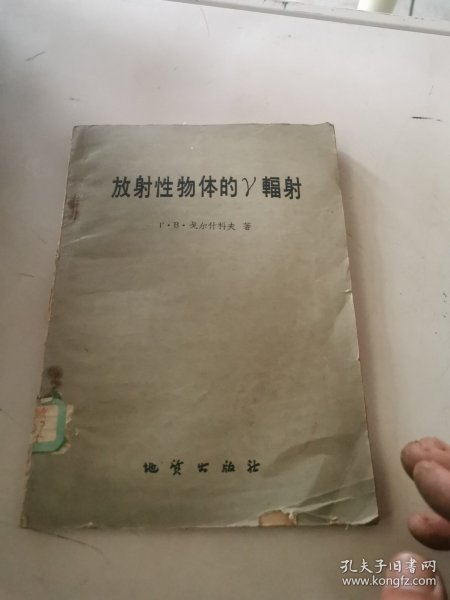 放射性物体的γ輻射
Г·В·戈尔什科夫 著
地质出版社
孔夫子旧书网
www.kongfz.com